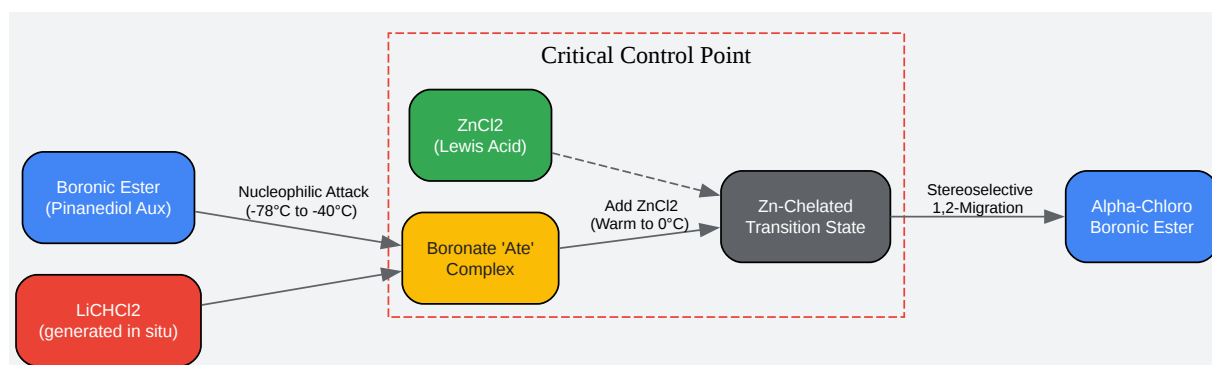 Critical Control Point
ZnCl2
(Lewis Acid)
Boronic Ester
(Pinanediol Aux)
Nucleophilic Attack
(-78°C to -40°C)
LiCHCl2
(generated in situ)
Boronate 'Ate'
Complex
Add ZnCl2
(Warm to 0°C)
Zn-Chelated
Transition State
Stereoselective
1,2-Migration
Alpha-Chloro
Boronic Ester